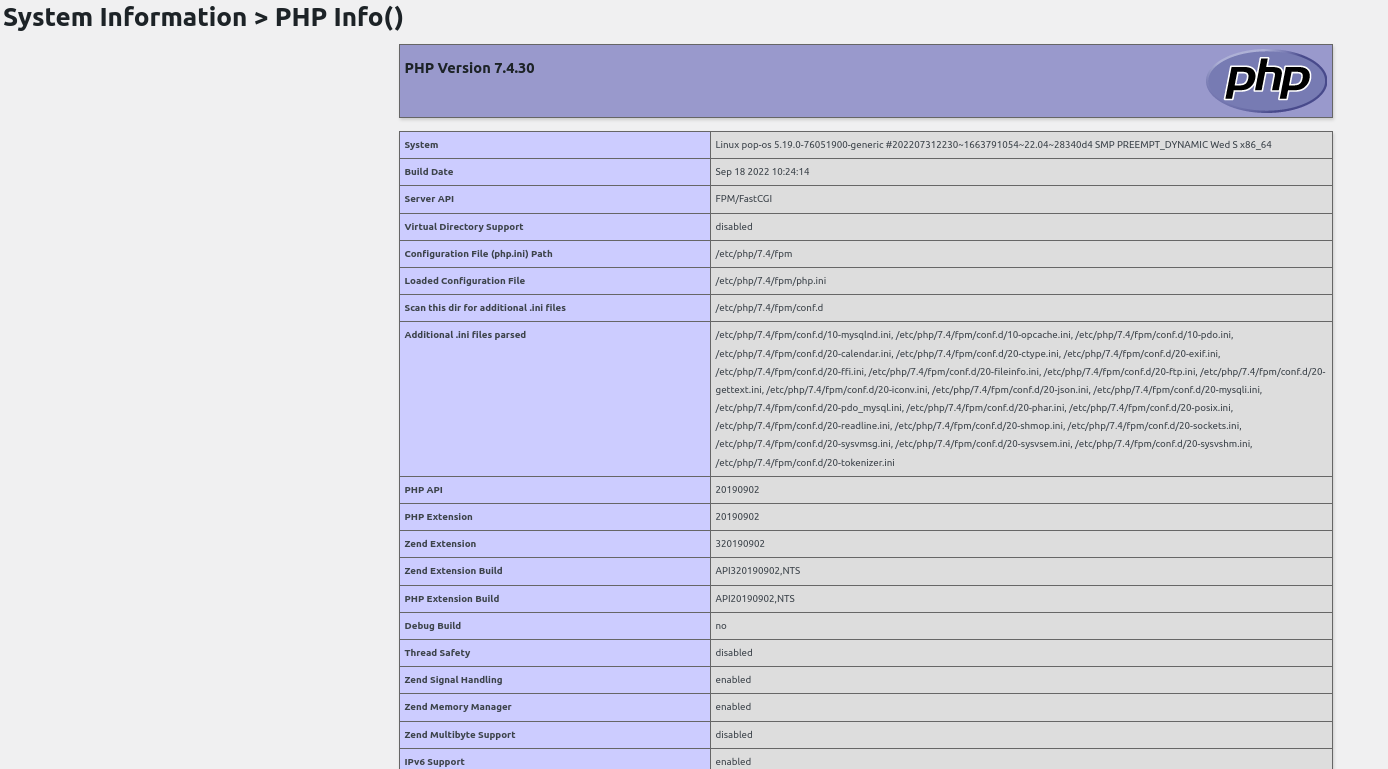 System Information > PHP Info()
PHP Version 7.4.30
php
System Linux pop-os 5.19.0-76051900-generic #202207312230~1663791054~22.04~28340d4 SMP PREEMPT_DYNAMIC Wed S x86_64
Build Date Sep 18 2022 10:24:14
Server API FPM/FastCGI
Virtual Directory Support disabled
Configuration File (php.ini) Path /etc/php/7.4/fpm
Loaded Configuration File /etc/php/7.4/fpm/php.ini
Scan this dir for additional .ini files /etc/php/7.4/fpm/conf.d
Additional .ini files parsed /etc/php/7.4/fpm/conf.d/10-mysqlnd.ini, /etc/php/7.4/fpm/conf.d/10-opcache.ini, /etc/php/7.4/fpm/conf.d/10-pdo.ini,
/etc/php/7.4/fpm/conf.d/20-calendar.ini, /etc/php/7.4/fpm/conf.d/20-ctype.ini, /etc/php/7.4/fpm/conf.d/20-exif.ini,
/etc/php/7.4/fpm/conf.d/20-ffi.ini, /etc/php/7.4/fpm/conf.d/20-fileinfo.ini, /etc/php/7.4/fpm/conf.d/20-ftp.ini, /etc/php/7.4/fpm/conf.d/20-
gettext.ini, /etc/php/7.4/fpm/conf.d/20-iconv.ini, /etc/php/7.4/fpm/conf.d/20-json.ini, /etc/php/7.4/fpm/conf.d/20-mysqli.ini,
/etc/php/7.4/fpm/conf.d/20-pdo_mysql.ini, /etc/php/7.4/fpm/conf.d/20-phar.ini, /etc/php/7.4/fpm/conf.d/20-posix.ini,
/etc/php/7.4/fpm/conf.d/20-readline.ini, /etc/php/7.4/fpm/conf.d/20-shmop.ini, /etc/php/7.4/fpm/conf.d/20-sockets.ini,
/etc/php/7.4/fpm/conf.d/20-sysvmsg.ini, /etc/php/7.4/fpm/conf.d/20-sysvsem.ini, /etc/php/7.4/fpm/conf.d/20-sysvshm.ini,
/etc/php/7.4/fpm/conf.d/20-tokenizer.ini
PHP API 20190902
PHP Extension 20190902
Zend Extension 320190902
Zend Extension Build API320190902,NTS
PHP Extension Build API20190902,NTS
Debug Build no
Thread Safety disabled
Zend Signal Handling enabled
Zend Memory Manager enabled
Zend Multibyte Support disabled
IPv6 Support enabled